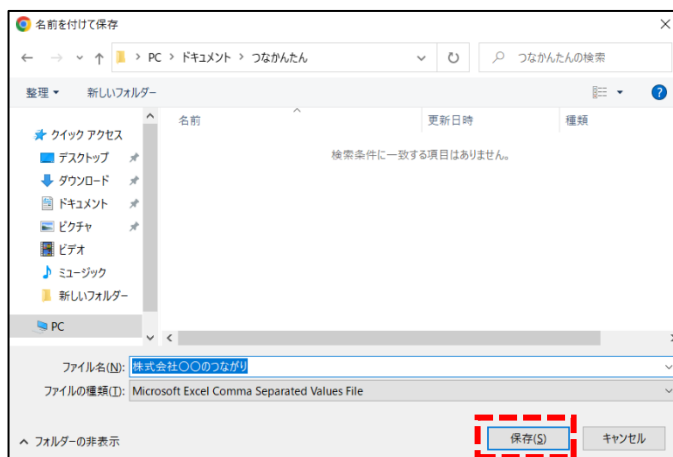 名前を付けて保存
PC > ドキュメント > つなかんたん
つなかんたんの検索
整理
新しいフォルダー
名前
更新日時
種類
検索条件に一致する項目はありません。
クイック アクセス
デスクトップ
ダウンロード
ドキュメント
ピクチャ
ビデオ
ミュージック
新しいフォルダー
PC
ファイル名(N): 株式会社〇〇のつながり
ファイルの種類(T): Microsoft Excel Comma Separated Values File
フォルダーの非表示
保存(S)
キャンセル